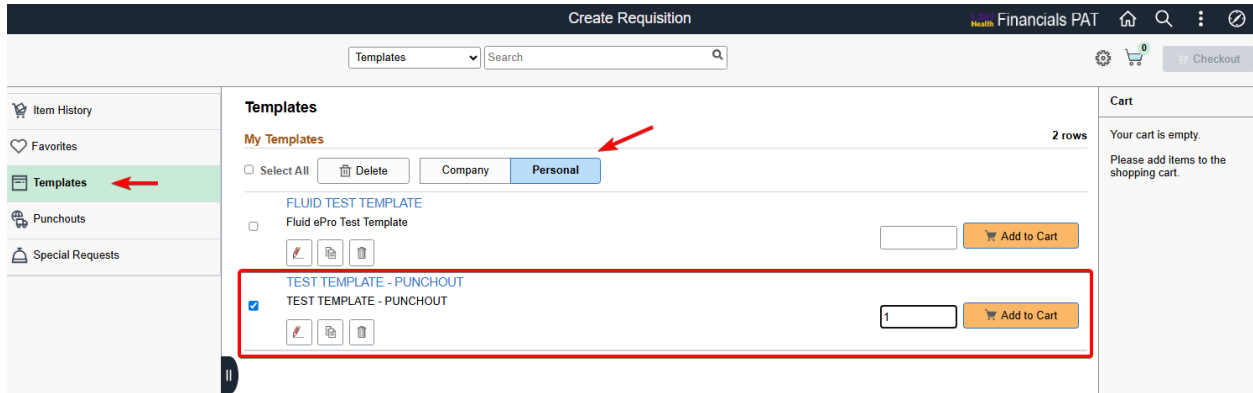 Create Requisition
LSU Health Financials PAT
Templates
Search
0
Checkout
Item History
Favorites
Templates
Punchouts
Special Requests
Templates
My Templates
2 rows
Select All
Delete
Company
Personal
FLUID TEST TEMPLATE
Fluid ePro Test Template
Add to Cart
TEST TEMPLATE - PUNCHOUT
TEST TEMPLATE - PUNCHOUT
1
Add to Cart
Cart
Your cart is empty.
Please add items to the
shopping cart.